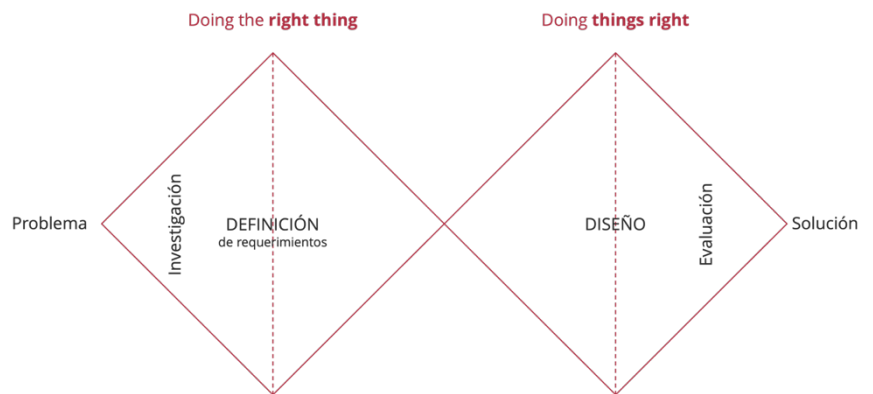 Doing the right thing
Doing things right
Problema
Investigación
DEFINICIÓN
de requerimientos
DISEÑO
Evaluación
Solución